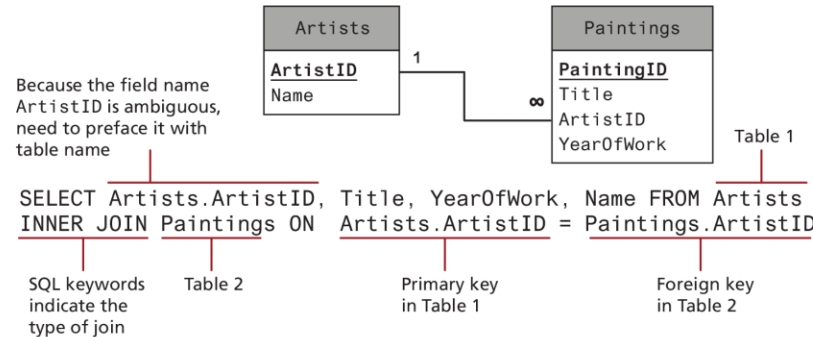 Artists
ArtistID
Name
1
∞
Paintings
PaintingID
Title
ArtistID
YearOfWork
Because the field name
ArtistID is ambiguous,
need to preface it with
table name
Table 1
SELECT Artists.ArtistID, Title, YearOfWork, Name FROM Artists
INNER JOIN Paintings ON Artists.ArtistID = Paintings.ArtistID
SQL keywords
indicate the
type of join
Table 2
Primary key
in Table 1
Foreign key
in Table 2